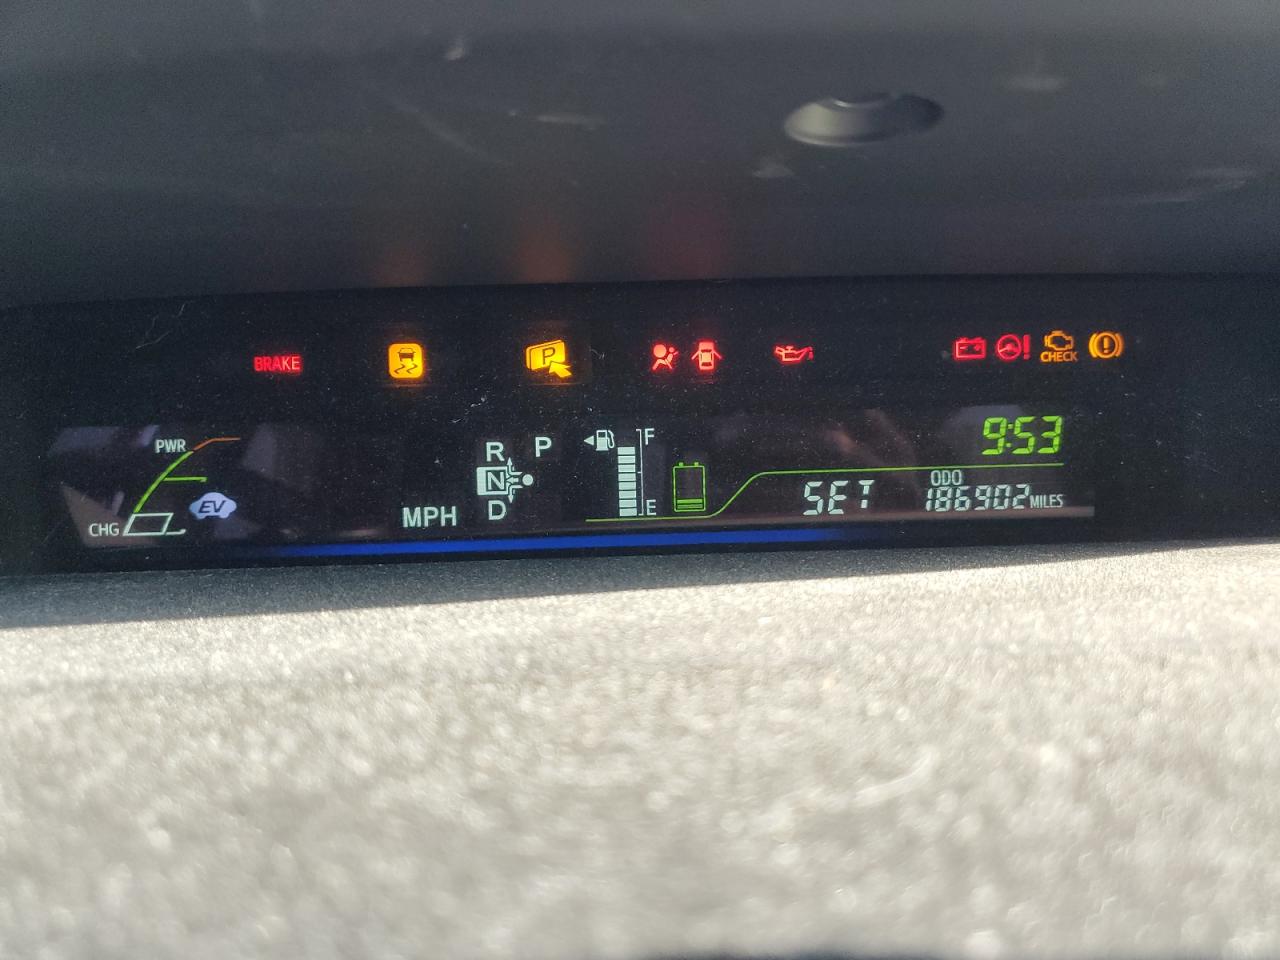 BRAKE
P
CHECK
PWR
CHG
EV
MPH
R
P
N
D
F
E
9:53
SET
ODO
186902 MILES